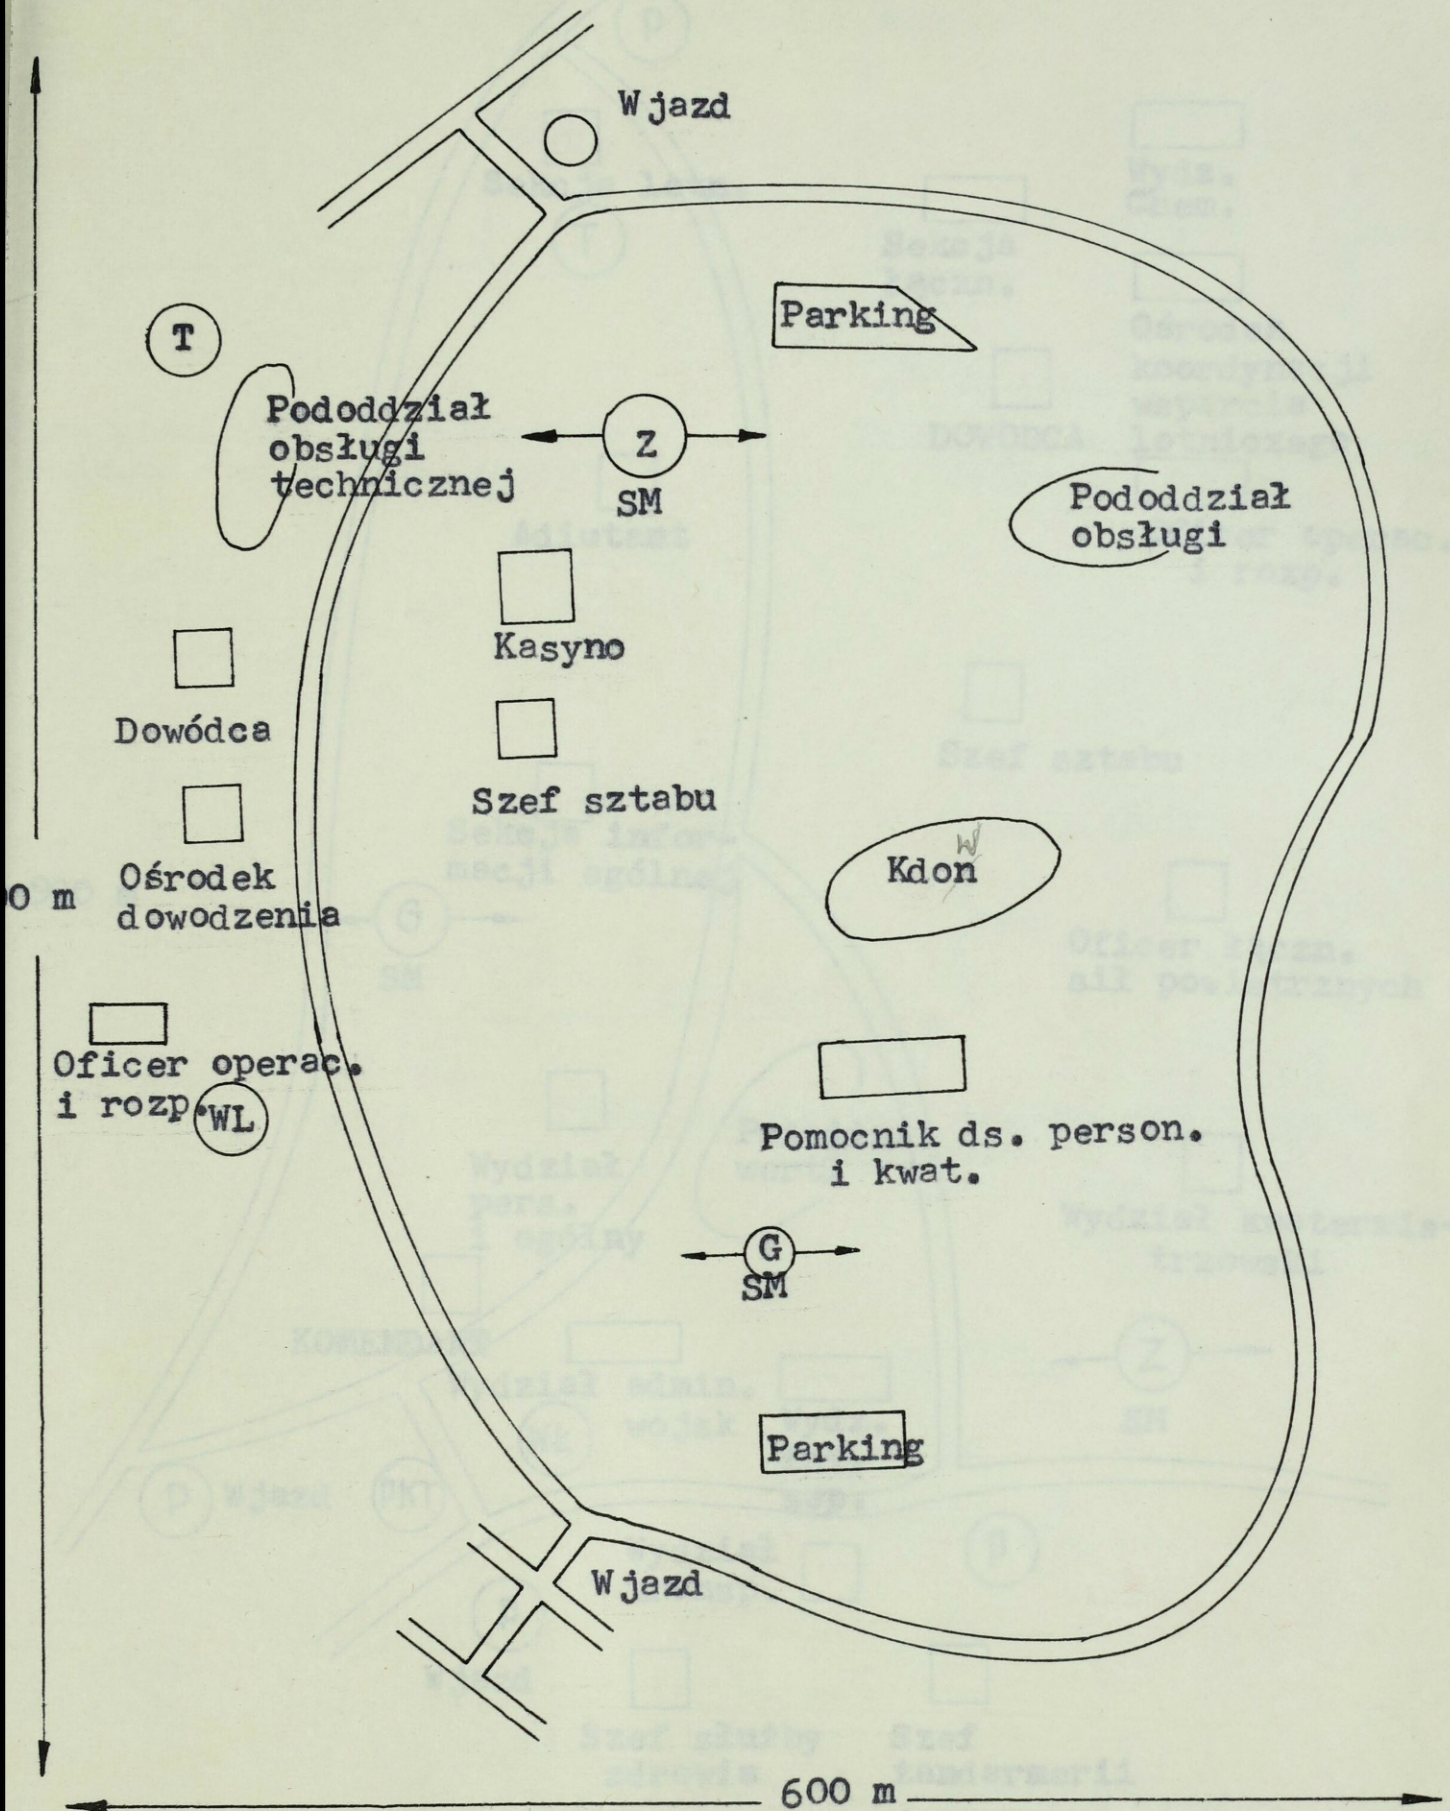 Wjazd
Parking
T
Pododdział
obsługi
technicznej
Z
SM
Pododdział
obsługi
Kasyno
Dowódca
Szef sztabu
Kdon
w
Ośrodek
dowodzenia
0 m
Oficer operac.
i rozp.
WL
Pomocnik ds. person.
i kwat.
G
SM
Parking
Wjazd
600 m